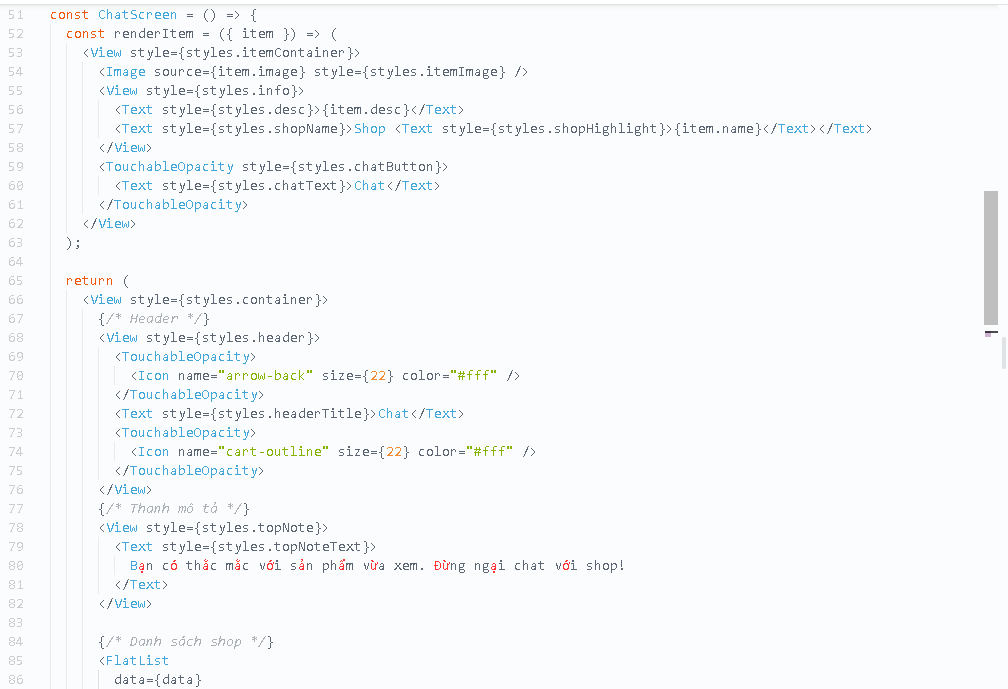 51 const ChatScreen = () => {
52 const renderItem = ({ item }) => (
53 <View style={styles.itemContainer}>
54 <Image source={item.image} style={styles.itemImage} />
55 <View style={styles.info}>
56 <Text style={styles.desc}>{item.desc}</Text>
57 <Text style={styles.shopName}>Shop <Text style={styles.shopHighlight}>{item.name}</Text></Text>
58 </View>
59 <TouchableOpacity style={styles.chatButton}>
60 <Text style={styles.chatText}>Chat</Text>
61 </TouchableOpacity>
62 </View>
63 );
64
65 return (
66 <View style={styles.container}>
67 {/* Header */}
68 <View style={styles.header}>
69 <TouchableOpacity>
70 <Icon name="arrow-back" size={22} color="#fff" />
71 </TouchableOpacity>
72 <Text style={styles.headerTitle}>Chat</Text>
73 <TouchableOpacity>
74 <Icon name="cart-outline" size={22} color="#fff" />
75 </TouchableOpacity>
76 </View>
77 {/* Thanh mô tả */}
78 <View style={styles.topNote}>
79 <Text style={styles.topNoteText}>
80 Bạn có thắc mắc với sản phẩm vừa xem. Đừng ngại chat với shop!
81 </Text>
82 </View>
83
84 {/* Danh sách shop */}
85 <FlatList
86 data={data}